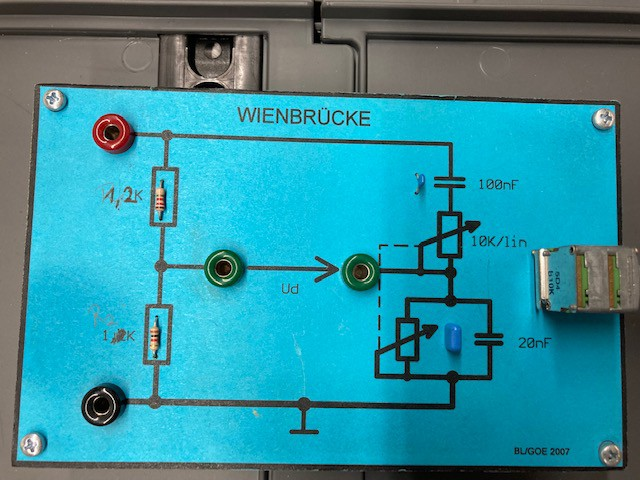 WIENBRÜCKE
1,2K
100nF
10K/lin
Ud
20nF
BL/GOE 2007